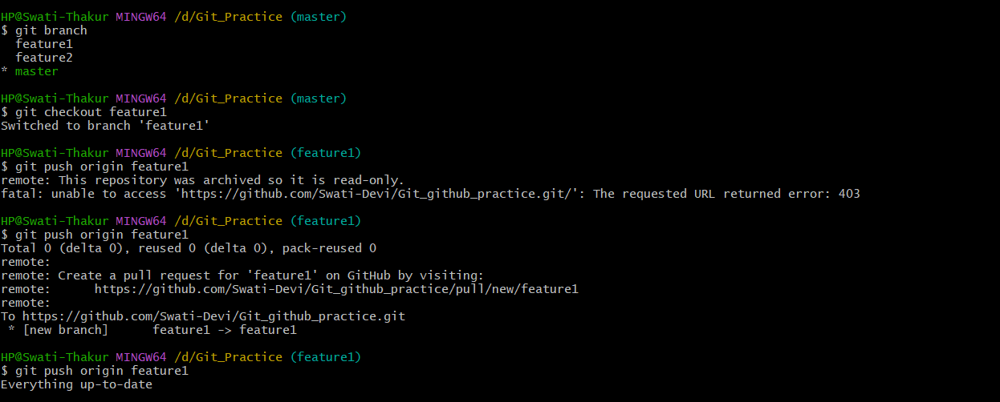 HP@Swati-Thakur MINGW64 /d/Git_Practice (master)
$ git branch
  feature1
  feature2
* master
HP@Swati-Thakur MINGW64 /d/Git_Practice (master)
$ git checkout feature1
Switched to branch 'feature1'
HP@Swati-Thakur MINGW64 /d/Git_Practice (feature1)
$ git push origin feature1
remote: This repository was archived so it is read-only.
fatal: unable to access 'https://github.com/Swati-Devi/Git_github_practice.git/': The requested URL returned error: 403
HP@Swati-Thakur MINGW64 /d/Git_Practice (feature1)
$ git push origin feature1
Total 0 (delta 0), reused 0 (delta 0), pack-reused 0
remote:
remote: Create a pull request for 'feature1' on GitHub by visiting:
remote:      https://github.com/Swati-Devi/Git_github_practice/pull/new/feature1
remote:
To https://github.com/Swati-Devi/Git_github_practice.git
 * [new branch]      feature1 -> feature1
HP@Swati-Thakur MINGW64 /d/Git_Practice (feature1)
$ git push origin feature1
Everything up-to-date